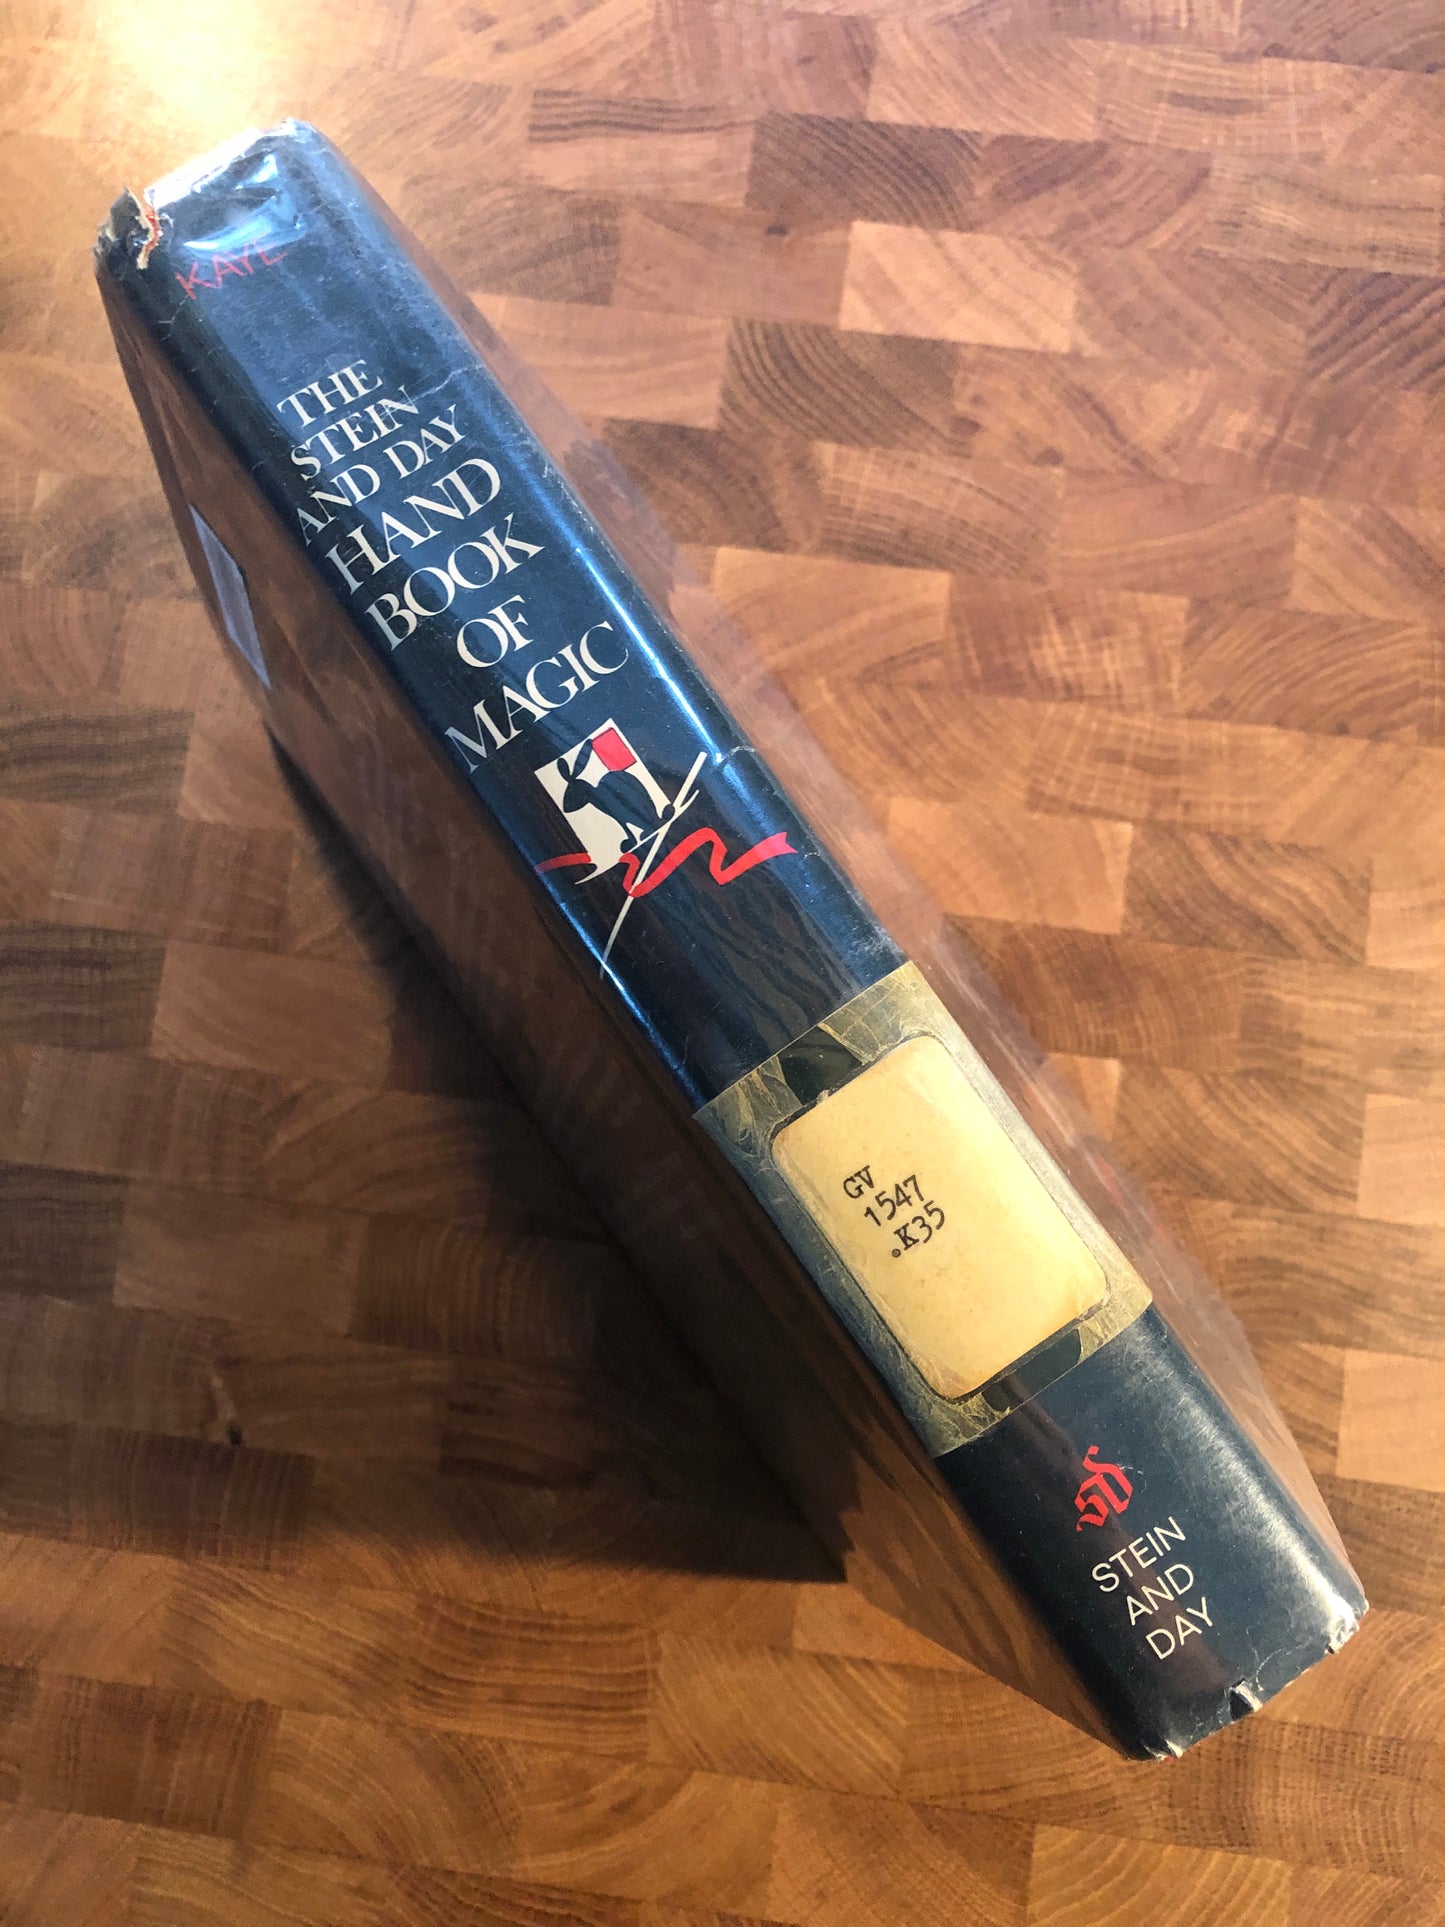 KAYE
THE
STEIN
AND DAY
HAND
BOOK
OF
MAGIC
GV
1547
.K35
SD
STEIN
AND
DAY